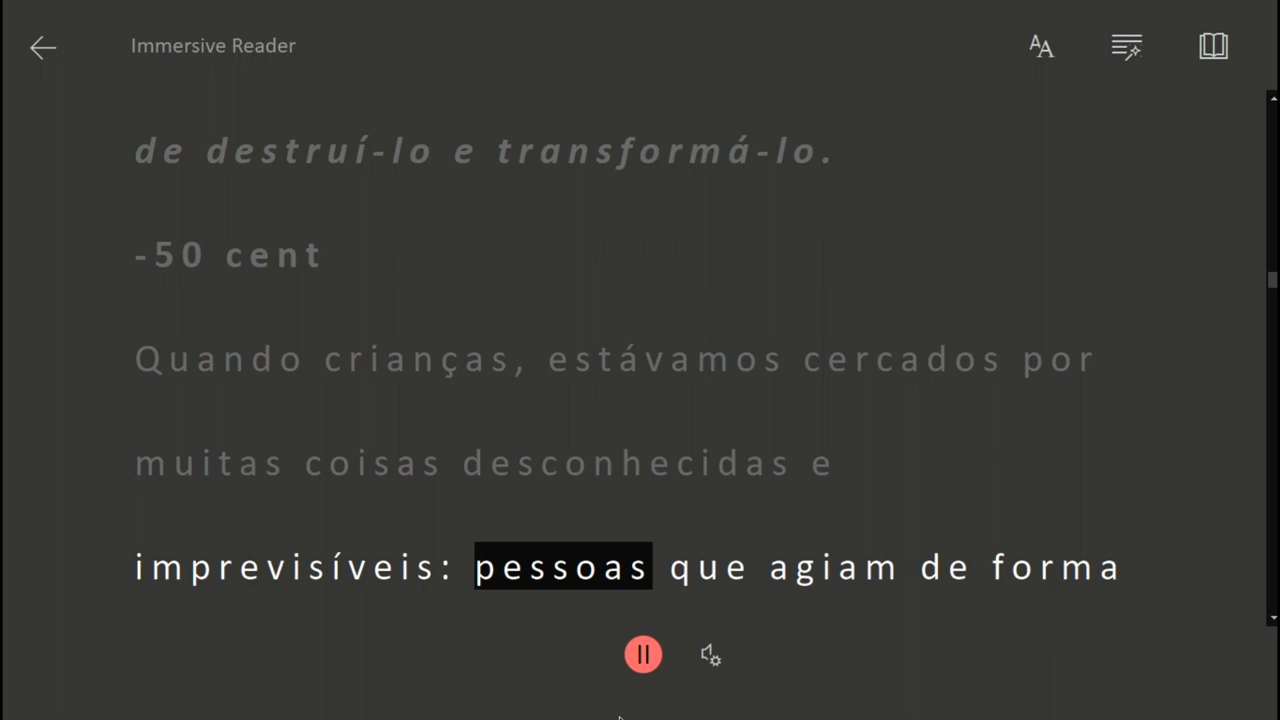 Immersive Reader
de destruí-lo e transformá-lo.
-50 cent
Quando crianças, estávamos cercados por
muitas coisas desconhecidas e
imprevisíveis: pessoas que agiam de forma